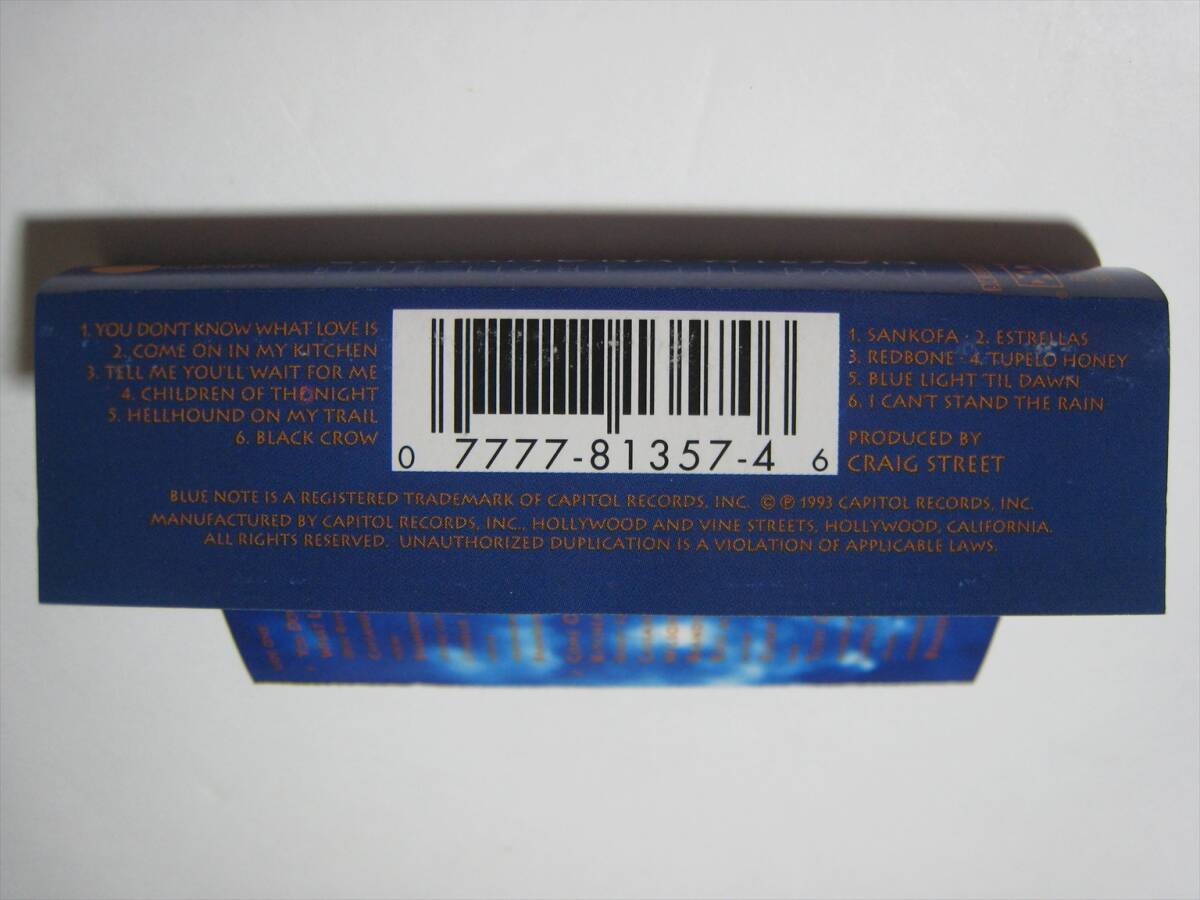 1. YOU DON'T KNOW WHAT LOVE IS
2. COME ON IN MY KITCHEN
3. TELL ME YOU'LL WAIT FOR ME
4. CHILDREN OF THE NIGHT
5. HELLHOUND ON MY TRAIL
6. BLACK CROW
0 7777-81357-4 6
1. SANKOFA · 2. ESTRELLAS
3. REDBONE · 4. TUPELO HONEY
5. BLUE LIGHT 'TIL DAWN
6. I CAN'T STAND THE RAIN
PRODUCED BY
CRAIG STREET
BLUE NOTE IS A REGISTERED TRADEMARK OF CAPITOL RECORDS, INC. © ℗ 1993 CAPITOL RECORDS, INC.
MANUFACTURED BY CAPITOL RECORDS, INC., HOLLYWOOD AND VINE STREETS, HOLLYWOOD, CALIFORNIA.
ALL RIGHTS RESERVED. UNAUTHORIZED DUPLICATION IS A VIOLATION OF APPLICABLE LAWS.